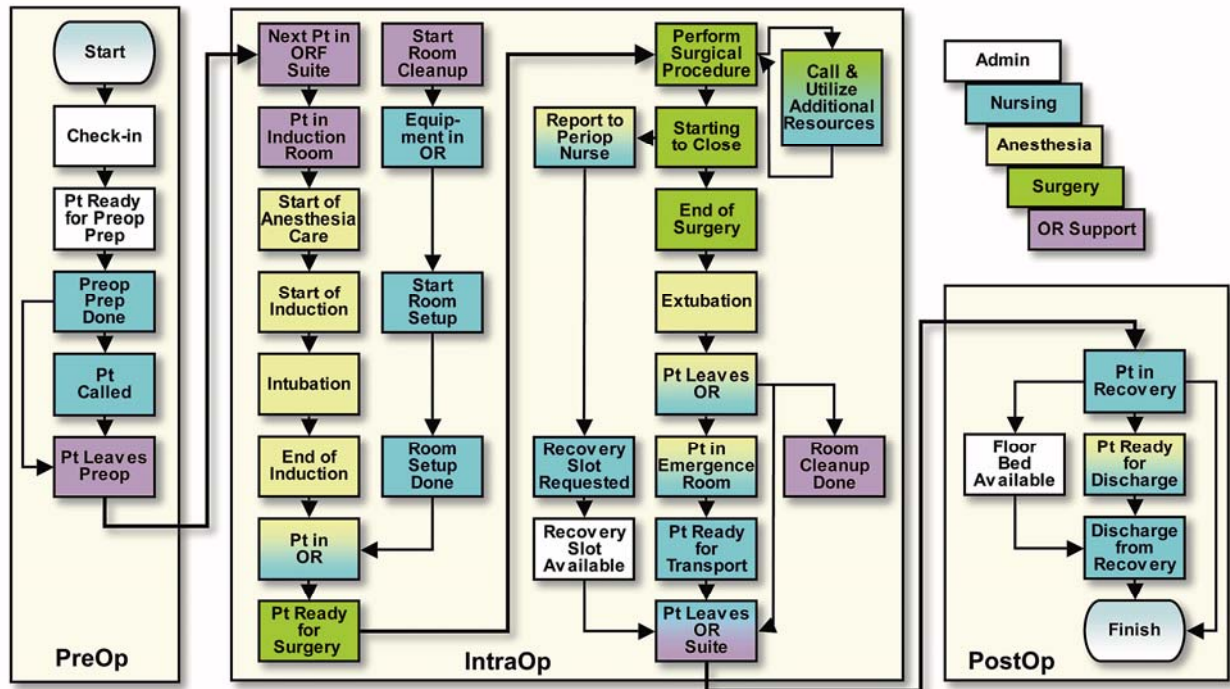 Start
Check-in
Pt Ready
for Preop
Prep
Preop
Prep
Done
Pt
Called
Pt Leaves
Preop
PreOp
Next Pt in
ORF
Suite
Pt in
Induction
Room
Start of
Anesthesia
Care
Start of
Induction
Intubation
End of
Induction
Pt in
OR
Pt Ready
for
Surgery
Start
Room
Cleanup
Equip-
ment in
OR
Start
Room
Setup
Room
Setup
Done
Report to
Periop
Nurse
Recovery
Slot
Requested
Recovery
Slot
Available
Perform
Surgical
Procedure
Starting
to Close
End of
Surgery
Extubation
Pt Leaves
OR
Pt in
Emergence
Room
Pt Ready
for
Transport
Pt Leaves
OR
Suite
Call &
Utilize
Additional
Resources
Room
Cleanup
Done
IntraOp
Admin
Nursing
Anesthesia
Surgery
OR Support
Pt in
Recovery
Floor
Bed
Available
Pt Ready
for
Discharge
Discharge
from
Recovery
Finish
PostOp